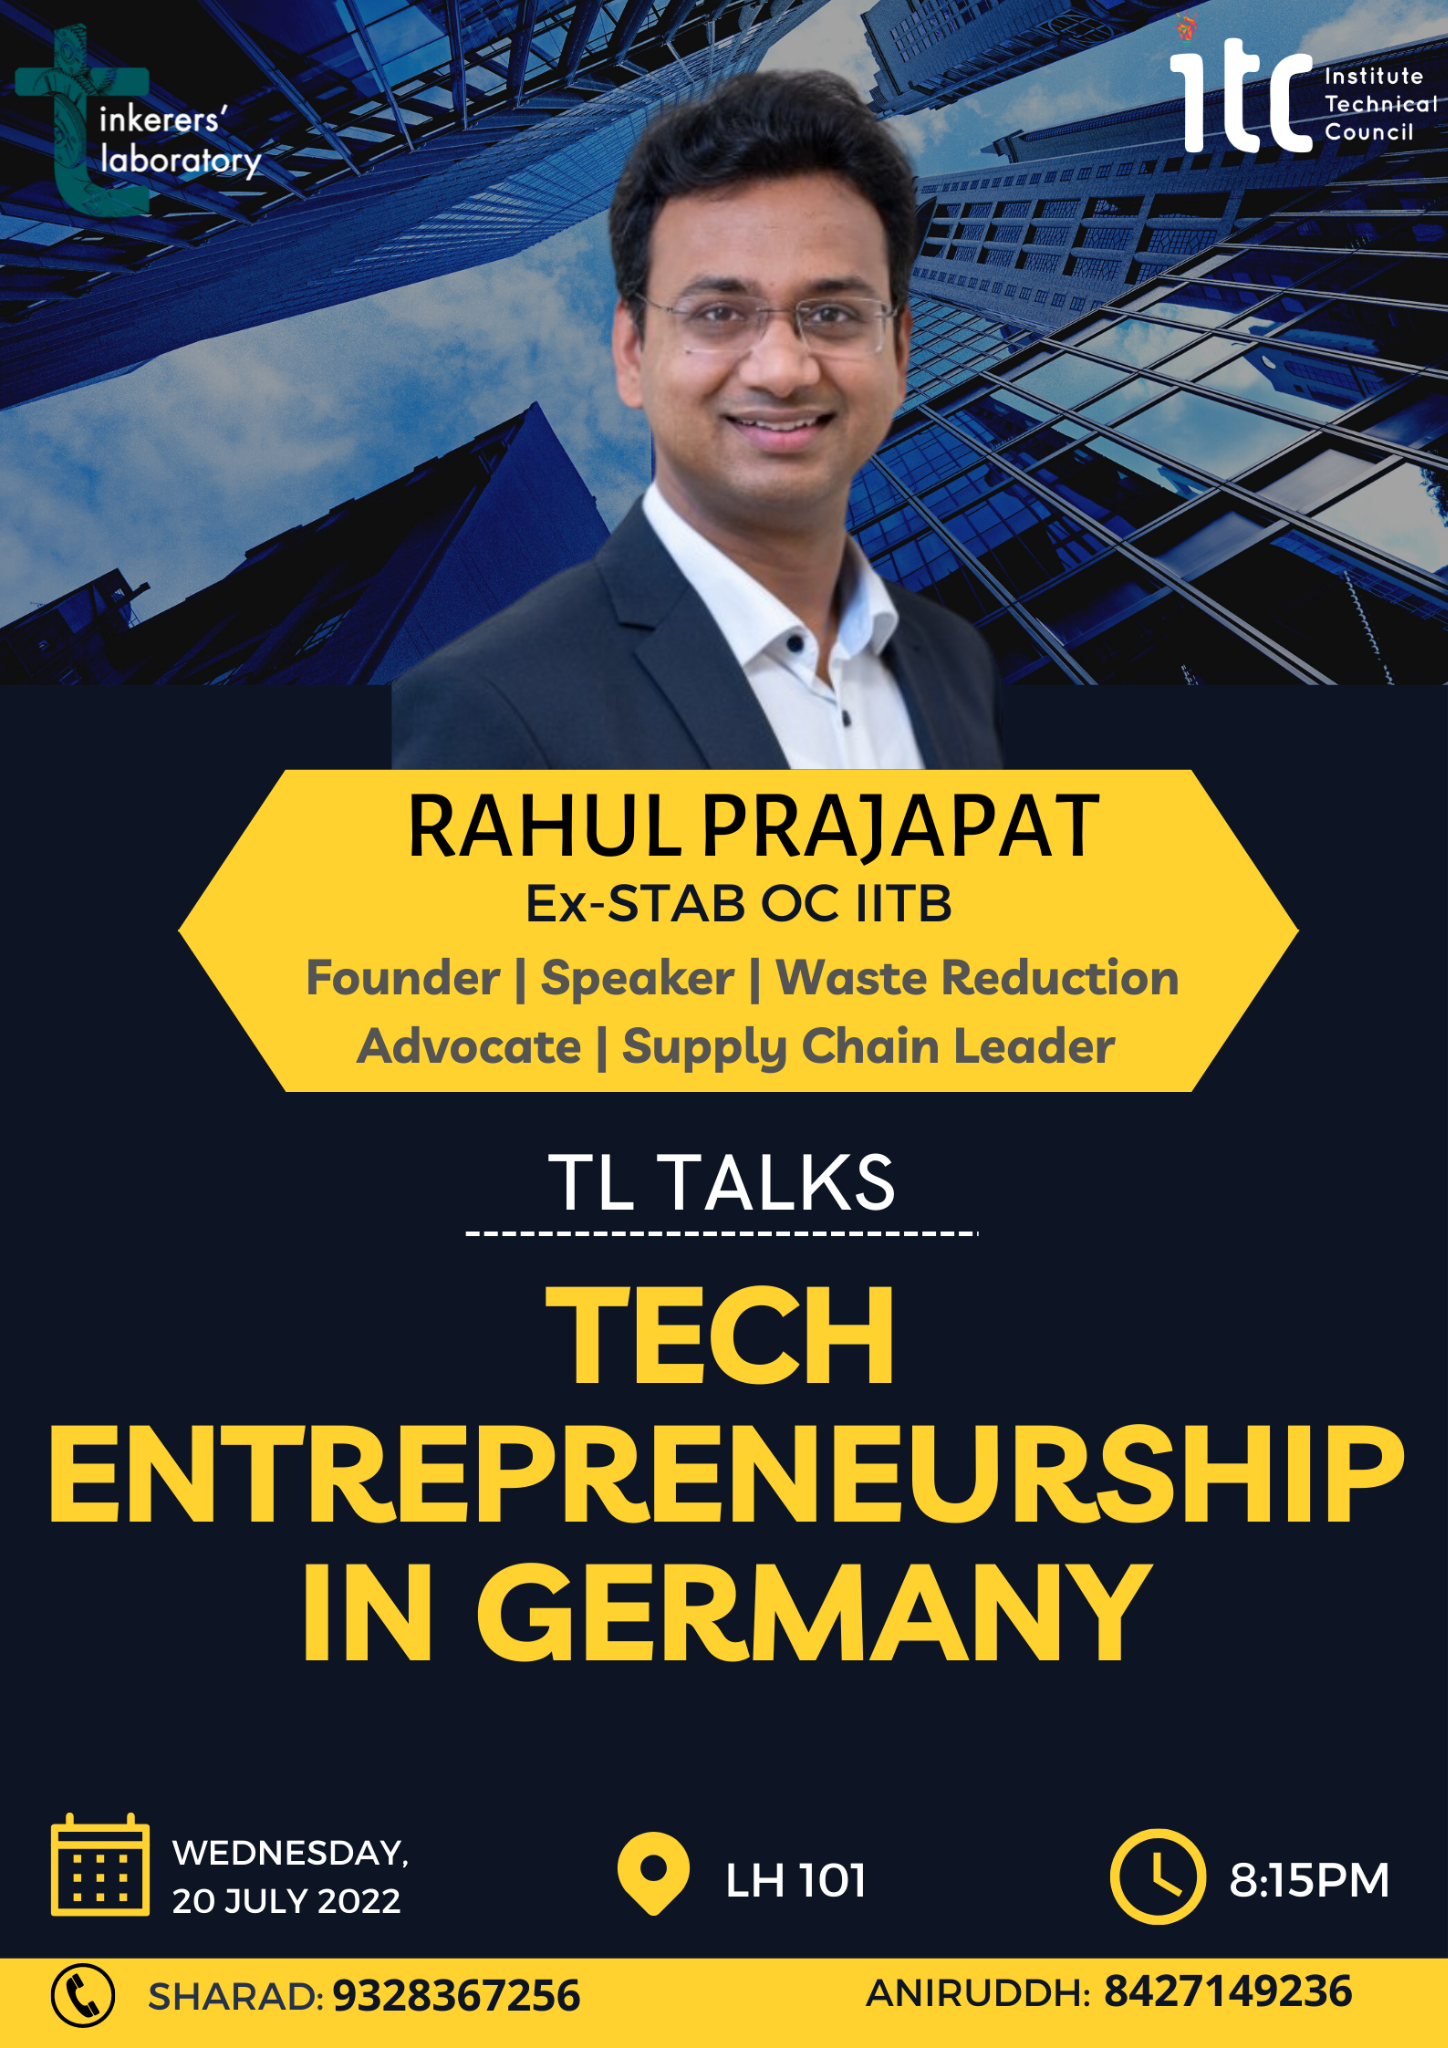 tinkerers'
laboratory
itc Institute
Technical
Council
RAHUL PRAJAPAT
Ex-STAB OC IITB
Founder | Speaker | Waste Reduction
Advocate | Supply Chain Leader
TL TALKS
TECH
ENTREPRENEURSHIP
IN GERMANY
WEDNESDAY,
20 JULY 2022
LH 101
8:15PM
SHARAD: 9328367256
ANIRUDDH: 8427149236